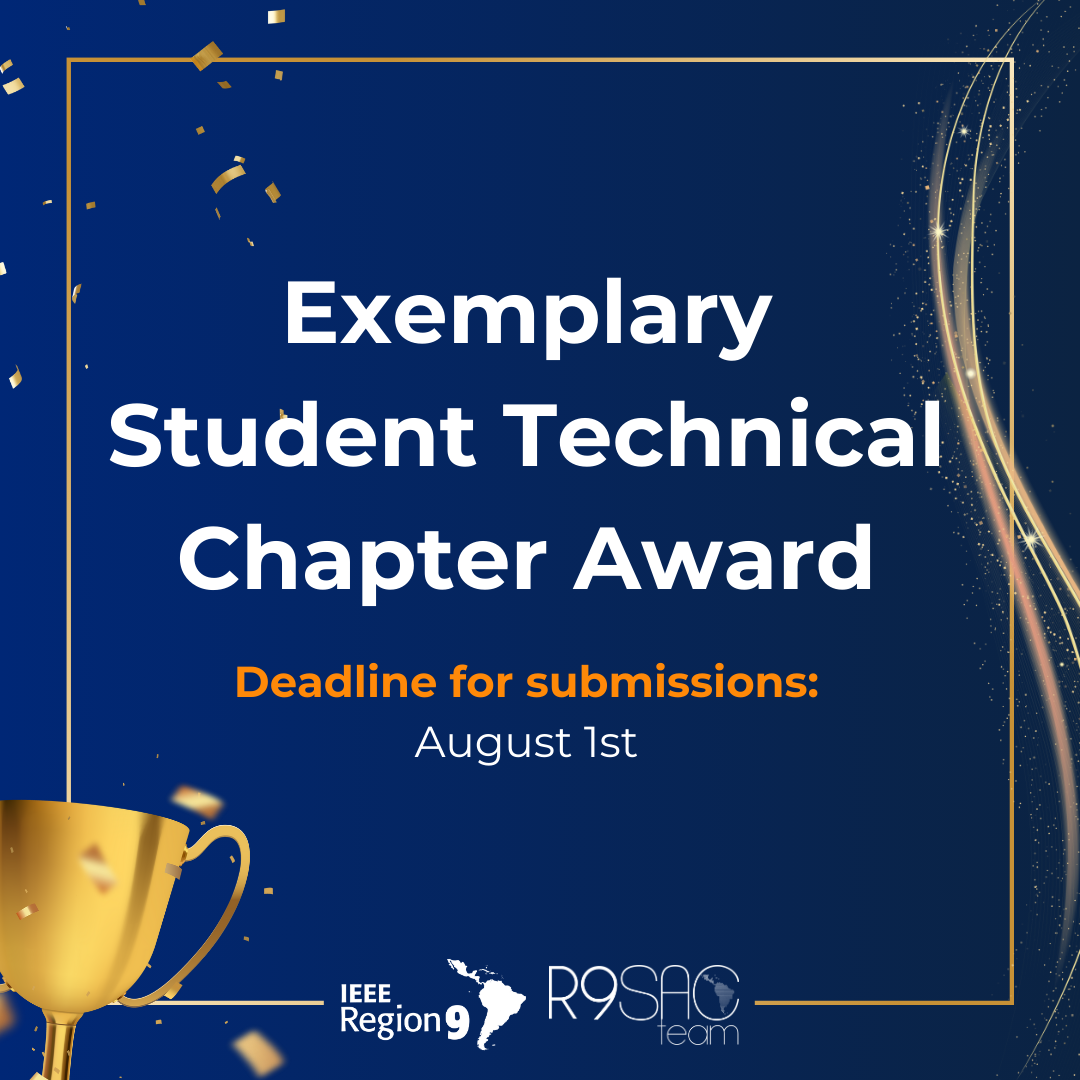 Exemplary
Student Technical
Chapter Award
Deadline for submissions:
August 1st
IEEE
Region 9
R9SAC
team